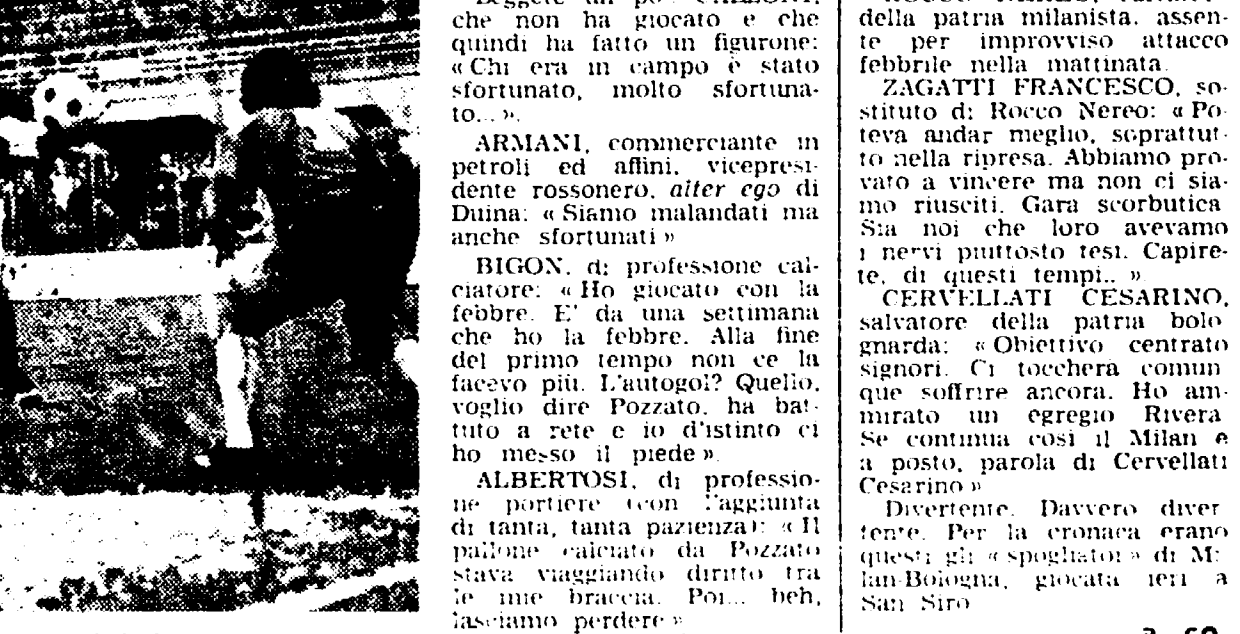 che non ha giocato e che
quindi ha fatto un figurone:
«Chi era in campo è stato
sfortunato, molto sfortuna-
to... ».
ARMANI, commerciante in
petroli ed affini, vicepresi-
dente rossonero, alter ego di
Duina: «Siamo malandati ma
anche sfortunati»
BIGON, di professione cal-
ciatore: «Ho giocato con la
febbre. E' da una settimana
che ho la febbre. Alla fine
del primo tempo non ce la
facevo più. L'autogol? Quello,
voglio dire Pozzato, ha bat-
tuto a rete e io d'istinto ci
ho messo il piede».
ALBERTOSI, di professio-
ne portiere (con l'aggiunta
di tanta, tanta pazienza): «Il
pallone calciato da Pozzato
stava viaggiando diritto tra
le mie braccia. Poi... beh,
lasciamo perdere»
della patria milanista, assen-
te per improvviso attacco
febbrile nella mattinata.
ZAGATTI FRANCESCO, so-
stituto di Rocco Nereo: «Po-
teva andar meglio, soprattut-
to nella ripresa. Abbiamo pro-
vato a vincere ma non ci sia-
mo riusciti. Gara scorbutica
Sia noi che loro avevamo
i nervi piuttosto tesi. Capire-
te, di questi tempi.. »
CERVELLATI CESARINO,
salvatore della patria bolo
gnarda: «Obiettivo centrato
signori. Ci toccherà comun
que soffrire ancora. Ho am-
mirato un egregio Rivera
Se continua così il Milan è
a posto, parola di Cervellati
Cesarino»
Divertente. Davvero diver
tente. Per la cronaca erano
questi gli «spogliatoi» di Mi
lan-Bologna, giocata ieri a
San Siro